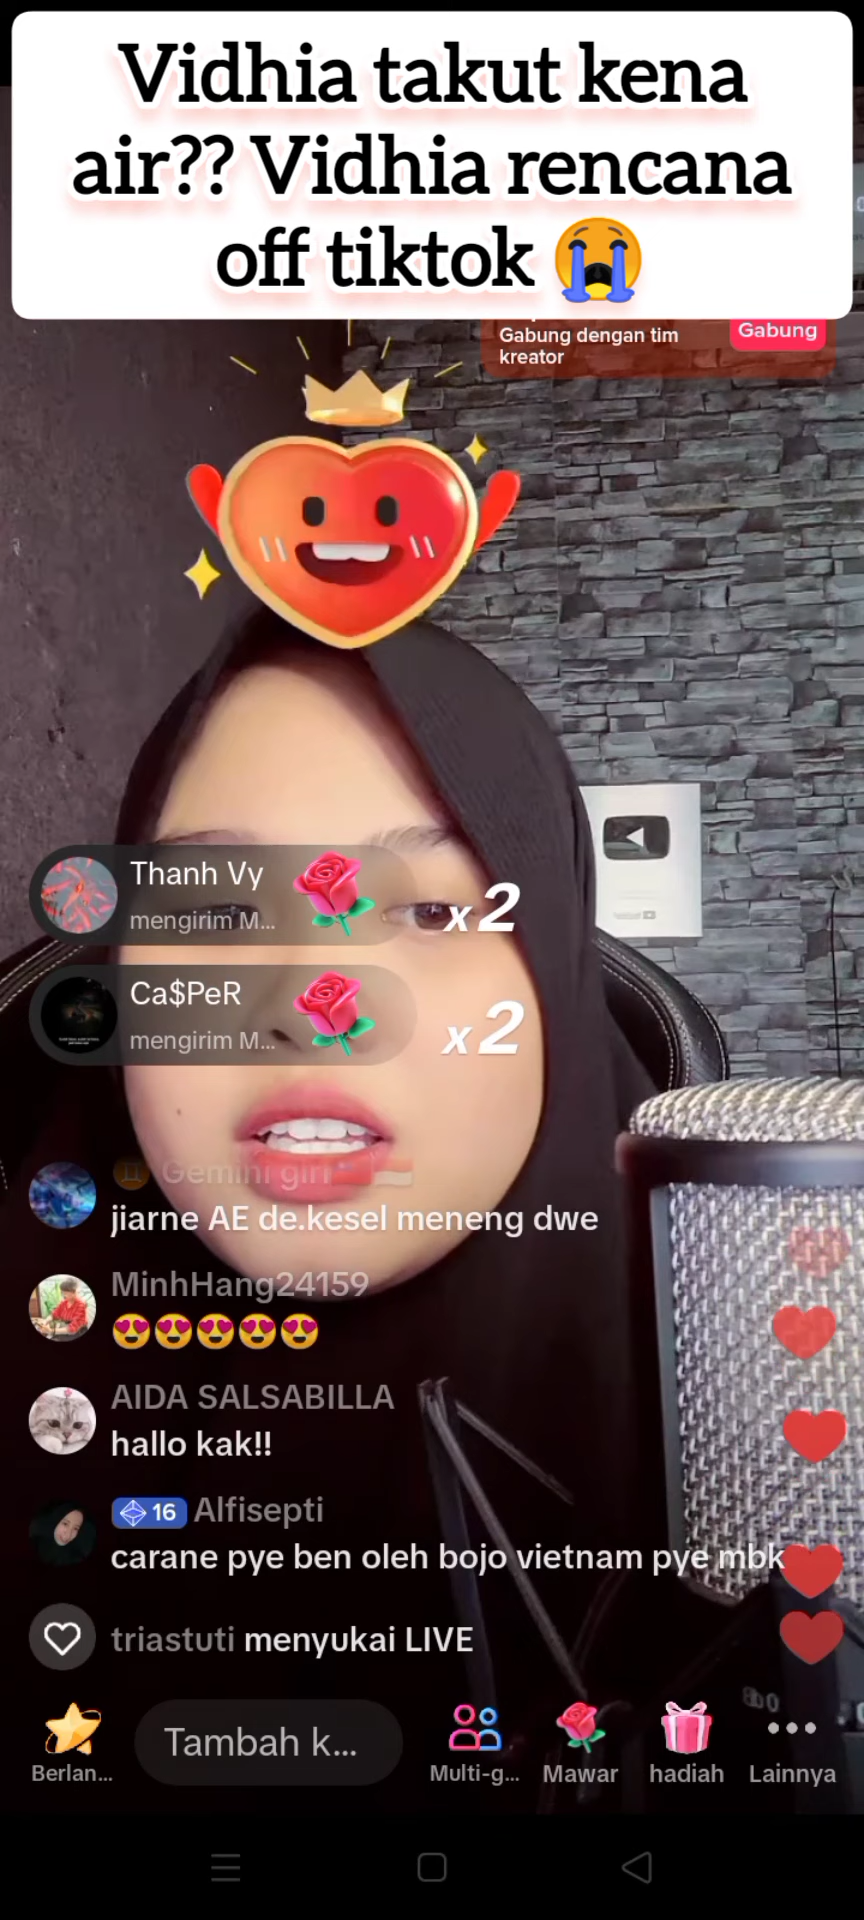 Vidhia takut kena
air?? Vidhia rencana
off tiktok 😭
Gabung dengan tim
kreator
Gabung
Thanh Vy
mengirim M...
x2
Ca$PeR
mengirim M...
x2
Gemini girl
jiarne AE de.kesel meneng dwe
MinhHang24159
😍😍😍😍😍
AIDA SALSABILLA
hallo kak!!
16 Alfisepti
carane pye ben oleh bojo vietnam pye mbk
triastuti menyukai LIVE
Tambah k...
Berlan...
Multi-g...
Mawar
hadiah
Lainnya